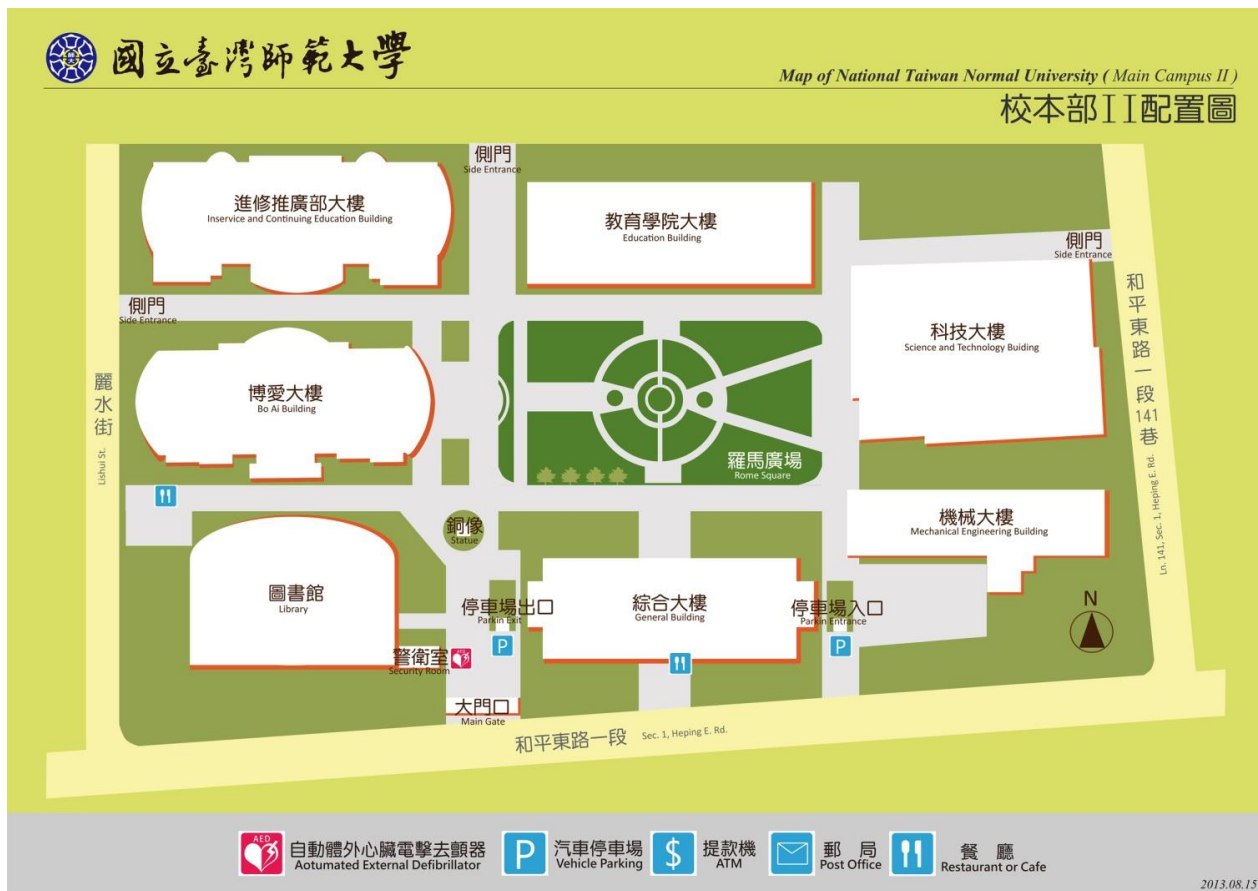 國立臺灣師範大學
Map of National Taiwan Normal University ( Main Campus II )
校本部II配置圖
側門
Side Entrance
進修推廣部大樓
Inservice and Continuing Education Building
教育學院大樓
Education Building
側門
Side Entrance
側門
Side Entrance
科技大樓
Science and Technology Buiding
和平東路一段141巷
Ln. 141, Sec. 1, Heping E. Rd.
麗水街
Lishui St.
博愛大樓
Bo Ai Building
羅馬廣場
Rome Square
銅像
Statue
機械大樓
Mechanical Engineering Building
圖書館
Library
停車場出口
Parkin Exit
P
綜合大樓
General Building
停車場入口
Parkin Entrance
P
N
警衛室
Security Room
AED
大門口
Main Gate
和平東路一段 Sec. 1, Heping E. Rd.
AED
自動體外心臟電擊去顫器
Aotumated External Defibrillator
P
汽車停車場
Vehicle Parking
$
提款機
ATM
郵局
Post Office
餐廳
Restaurant or Cafe
2013.08.15